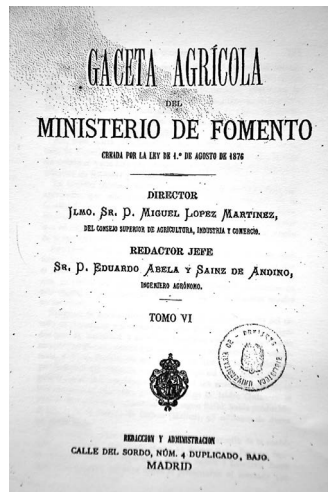 GACETA AGRÍCOLA
DEL
MINISTERIO DE FOMENTO
CREADA POR LA LEY DE 1.º DE AGOSTO DE 1876
DIRECTOR
ILMO. SR. D. MIGUEL LOPEZ MARTINEZ,
DEL CONSEJO SUPERIOR DE AGRICULTURA, INDUSTRIA Y COMERCIO.
REDACTOR JEFE
SR. D. EDUARDO ABELA Y SAINZ DE ANDINO,
INGENIERO AGRÓNOMO.
TOMO VI
BIBLIOTECA UNIVERSITARIA
REDACCION Y ADMINISTRACION
CALLE DEL SORDO, NÚM. 4 DUPLICADO, BAJO.
MADRID